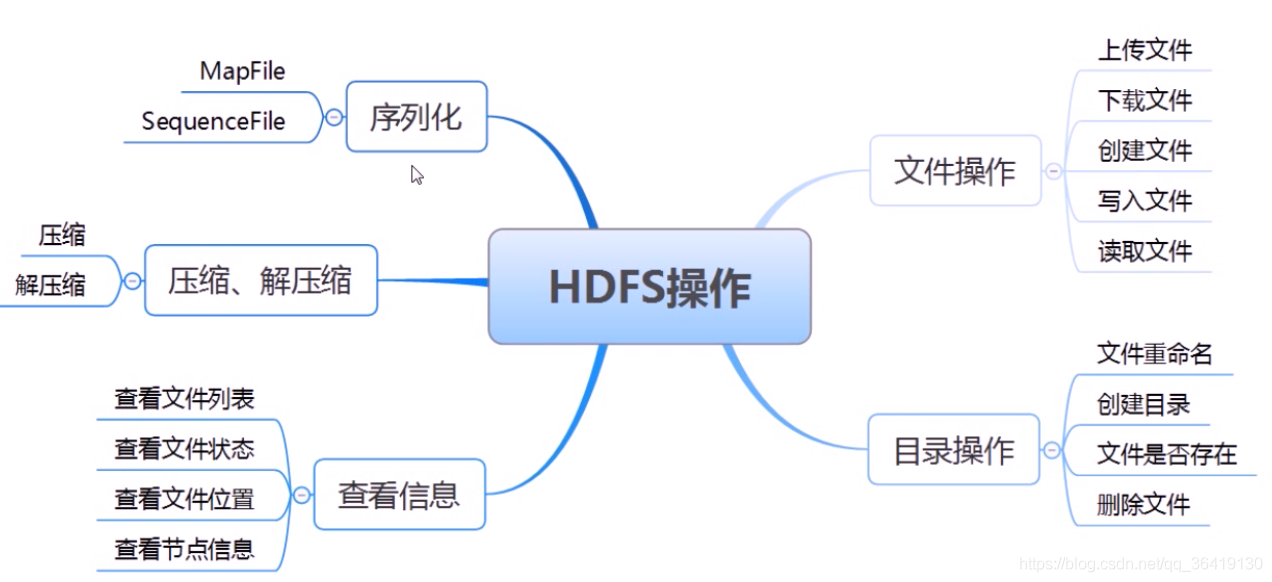 HDFS操作
文件操作
上传文件
下载文件
创建文件
写入文件
读取文件
目录操作
文件重命名
创建目录
文件是否存在
删除文件
序列化
MapFile
SequenceFile
压缩、解压缩
压缩
解压缩
查看信息
查看文件列表
查看文件状态
查看文件位置
查看节点信息
https://blog.csdn.net/qq_36419130